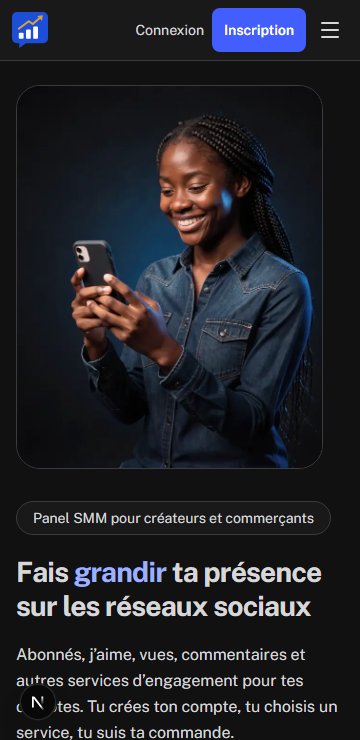 Connexion Inscription
Panel SMM pour créateurs et commerçants
Fais grandir ta présence
sur les réseaux sociaux
Abonnés, j’aime, vues, commentaires et
autres services d’engagement pour tes
N tes. Tu crées ton compte, tu choisis un
service, tu suis ta commande.